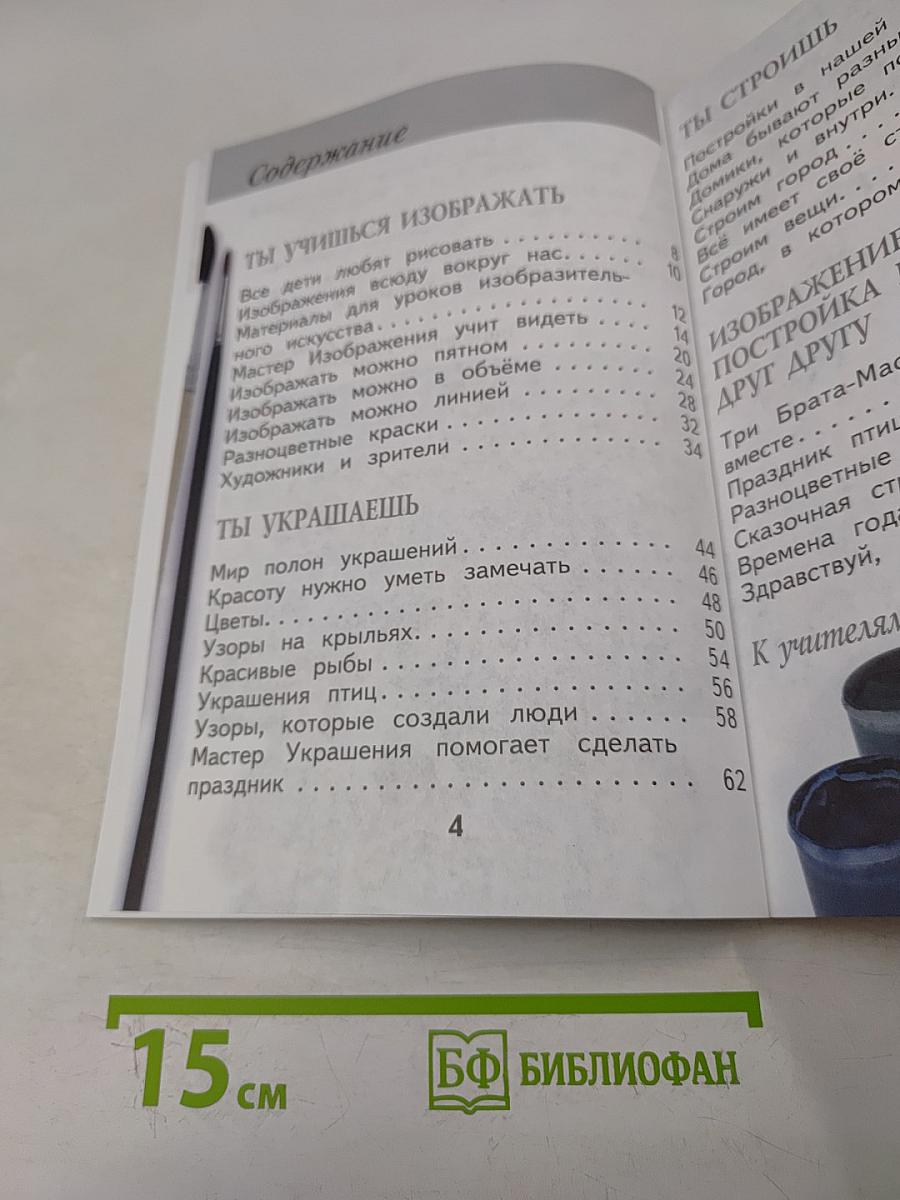 Содержание
ТЫ УЧИШЬСЯ ИЗОБРАЖАТЬ
Все дети любят рисовать . . . . . . . . . . 8
Изображения всюду вокруг нас. . . . . . 10
Материалы для уроков изобразитель-
ного искусства. . . . . . . . . . . . . . . . . . 12
Мастер Изображения учит видеть . . . . 14
Изображать можно пятном . . . . . . . . . 20
Изображать можно в объёме . . . . . . . 24
Изображать можно линией . . . . . . . . 28
Разноцветные краски . . . . . . . . . . . . . 32
Художники и зрители . . . . . . . . . . . . . 34
ТЫ УКРАШАЕШЬ
Мир полон украшений. . . . . . . . . . . . . 44
Красоту нужно уметь замечать . . . . . . 46
Цветы. . . . . . . . . . . . . . . . . . . . . . . . . 48
Узоры на крыльях. . . . . . . . . . . . . . . . 50
Красивые рыбы . . . . . . . . . . . . . . . . . 54
Украшения птиц. . . . . . . . . . . . . . . . . 56
Узоры, которые создали люди . . . . . . 58
Мастер Украшения помогает сделать
праздник . . . . . . . . . . . . . . . . . . . . . . 62
4
ТЫ СТРОИШЬ
Постройки в нашей
Дома бывают
Домики, которые
Снаружи и внутри.
Строим город . . . .
Всё имеет своё
Строим вещи. . . .
Город, в котором
ИЗОБРАЖЕНИЕ
ПОСТРОЙКА
ДРУГ ДРУГУ
Три
вместе. . . . . .
Праздник
Разноцветные
Сказочная
Времена года
Здравствуй,
К учителям
15 см
БФ БИБЛИОФАН